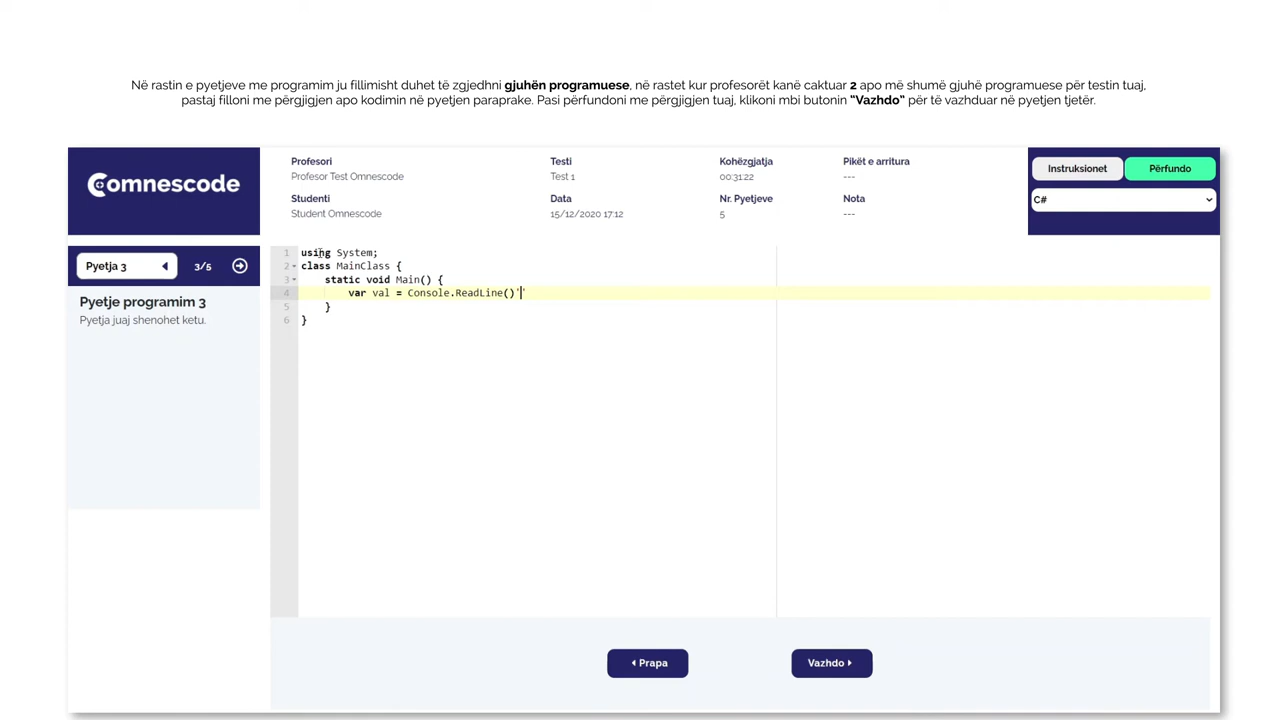 Në rastin e pyetjeve me programim ju fillimisht duhet të zgjedhni gjuhën programuese, në rastet kur profesorët kanë caktuar 2 apo më shumë gjuhë programuese për testin tuaj,
pastaj filloni me përgjigjen apo kodimin në pyetjen paraprake. Pasi përfundoni me përgjigjen tuaj, klikoni mbi butonin "Vazhdo" për të vazhduar në pyetjen tjetër.
omnescode
Profesori
Profesor Test Omnescode
Studenti
Student Omnescode
Testi
Test 1
Data
15/12/2020 17:12
Kohëzgjatja
00:31:22
Nr. Pyetjeve
5
Pikët e arritura
---
Nota
---
Instruksionet
Përfundo
C#
Pyetja 3
3/5
Pyetje programim 3
Pyetja juaj shenohet ketu.
1 using System;
2 class MainClass {
3 static void Main() {
4 var val = Console.ReadLine()''
5 }
6 }
Prapa
Vazhdo